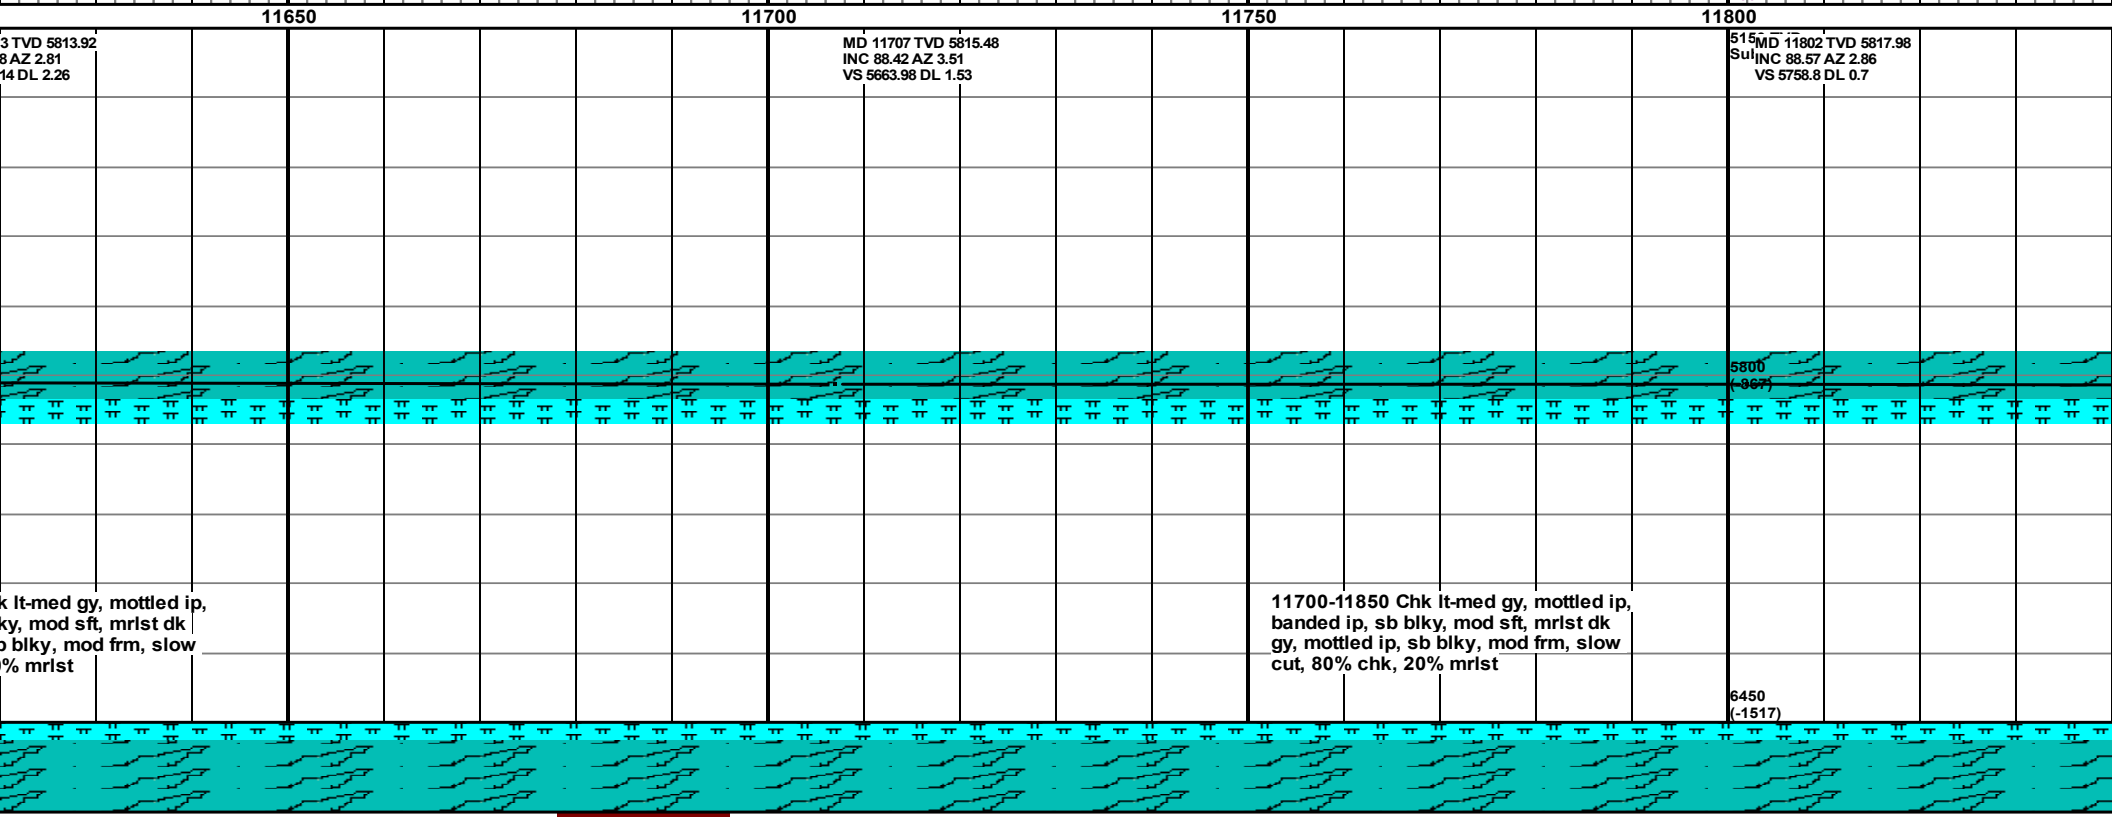 11650
11700
11750
11800
3 TVD 5813.92
8 AZ 2.81
14 DL 2.26
MD 11707 TVD 5815.48
INC 88.42 AZ 3.51
VS 5663.98 DL 1.53
MD 11802 TVD 5817.98
INC 88.57 AZ 2.86
VS 5758.8 DL 0.7
5800
(-867)
k lt-med gy, mottled ip,
ky, mod sft, mrlst dk
blky, mod frm, slow
% mrlst
11700-11850 Chk lt-med gy, mottled ip,
banded ip, sb blky, mod sft, mrlst dk
gy, mottled ip, sb blky, mod frm, slow
cut, 80% chk, 20% mrlst
6450
(-1517)